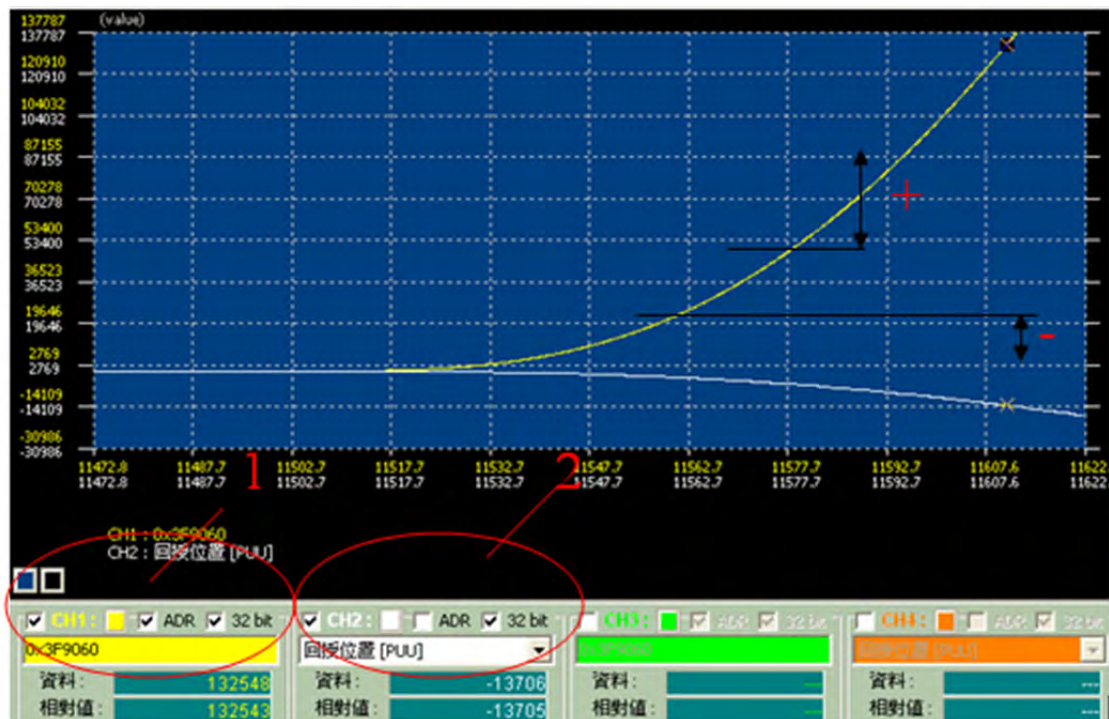 137787 (value)
137787
120910
120910
104032
104032
87155
87155
70278
70278
53400
53400
36523
36523
19646
19646
2769
2769
-14109
-14109
-30986
-30986
+
-
11472.8 11487.7 11502.7 11517.7 11532.7 11547.7 11562.7 11577.7 11592.7 11607.6 11622
11472.8 11487.7 11502.7 11517.7 11532.7 11547.7 11562.7 11577.7 11592.7 11607.6 11622
1 2
CH1 : 0x3F9060
CH2 : 回授位置 [PUU]
CH1: ADR 32 bit CH2: ADR 32 bit CH3: ADR 32 bit CH4: ADR 32 bit
0x3F9060 回授位置 [PUU] 0x3F9060 回授位置 [PUU]
資料: 132548 資料: -13706 資料: --- 資料: ---
相對值: 132543 相對值: -13705 相對值: --- 相對值: ---